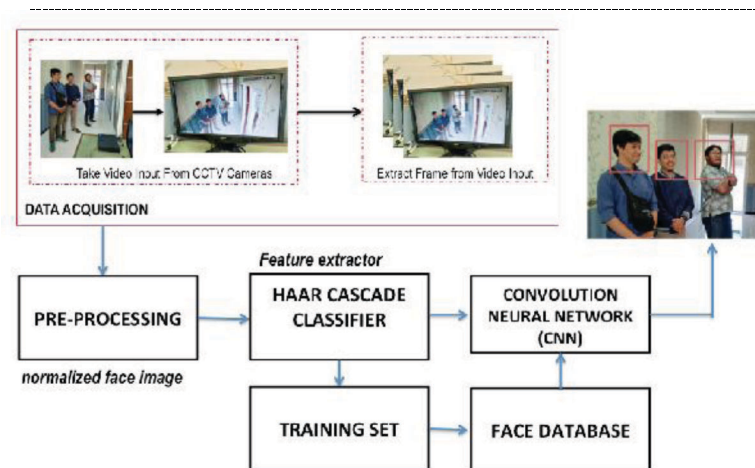 Take Video Input From CCTV Cameras
Extract Frame from Video Input
DATA ACQUISITION
Feature extractor
PRE-PROCESSING
HAAR CASCADE
CLASSIFIER
CONVOLUTION
NEURAL NETWORK
(CNN)
normalized face image
TRAINING SET
FACE DATABASE